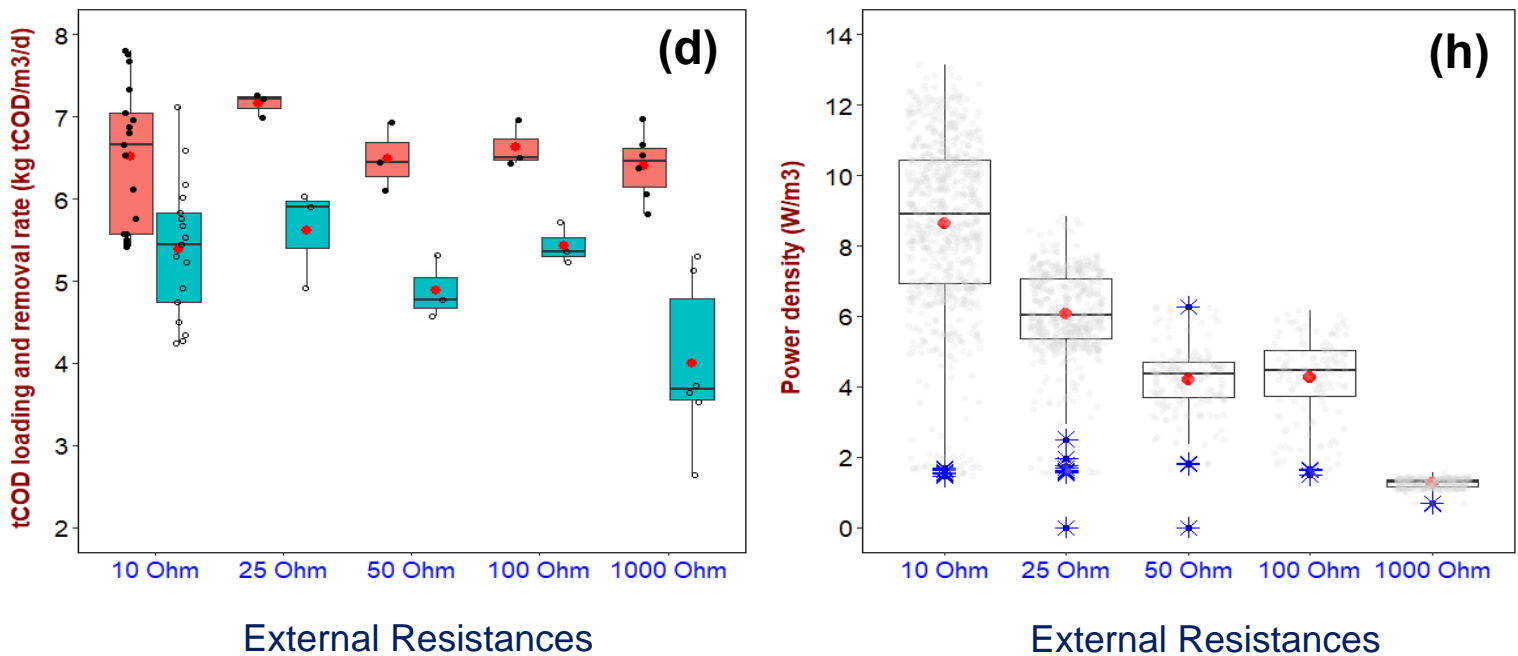 tCOD loading and removal rate (kg tCOD/m3/d)
8
7
6
5
4
3
2
(d)
10 Ohm 25 Ohm 50 Ohm 100 Ohm 1000 Ohm
External Resistances
Power density (W/m3)
14
12
10
8
6
4
2
0
(h)
10 Ohm 25 Ohm 50 Ohm 100 Ohm 1000 Ohm
External Resistances